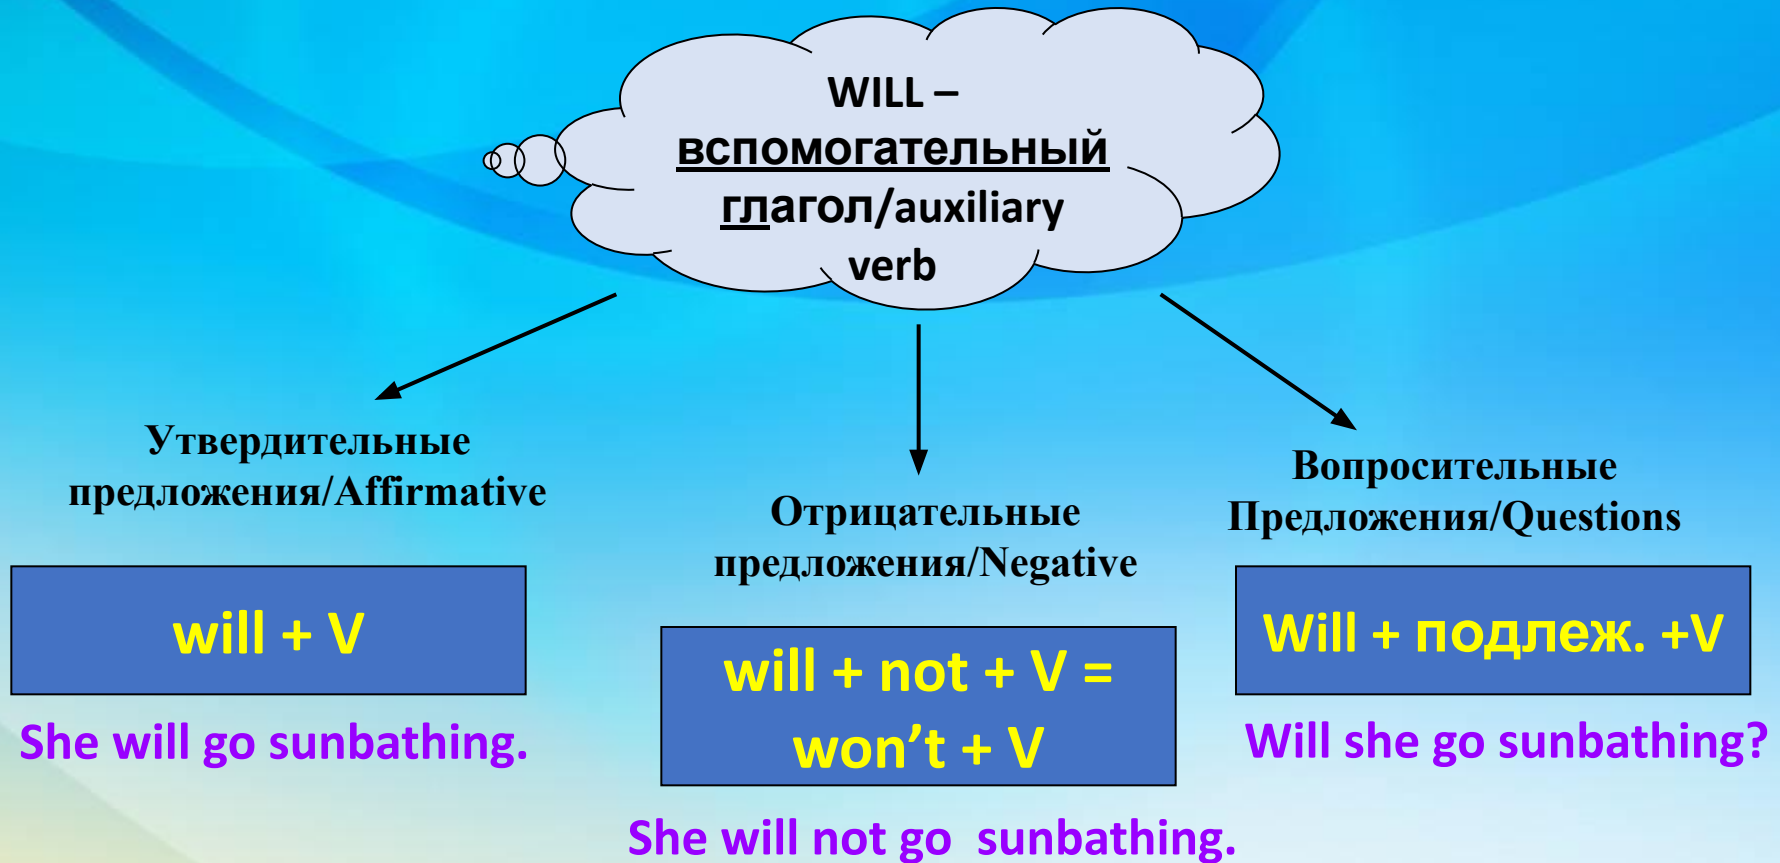 WILL –
вспомогательный
глагол/auxiliary
verb
Утвердительные
предложения/Affirmative
will + V
She will go sunbathing.
Отрицательные
предложения/Negative
will + not + V =
won’t + V
She will not go  sunbathing.
Вопросительные
Предложения/Questions
Will + подлеж. +V
Will she go sunbathing?